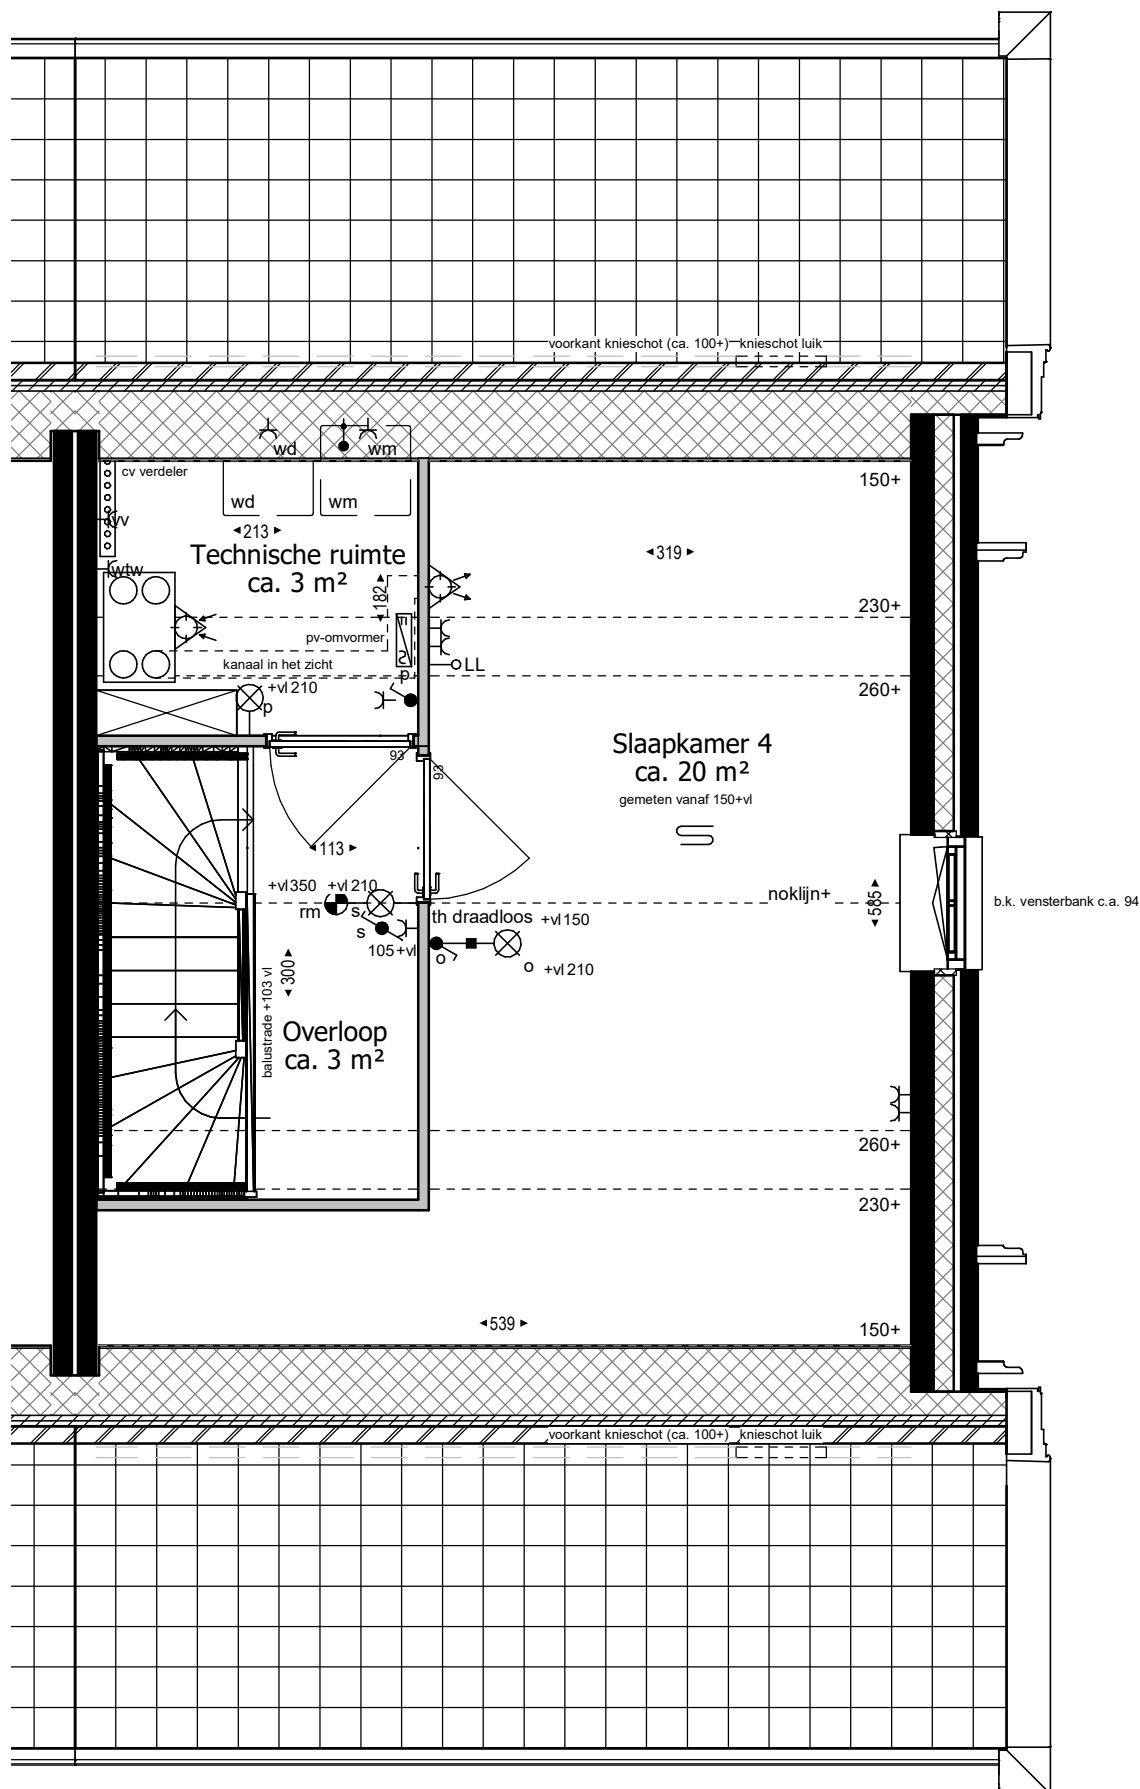 voorkant knieschot (ca. 100+) knieschot luik
wd
wm
cv verdeler
150+
wd
wm
vv
213
Technische ruimte
ca. 3 m²
319
wtw
182
230+
pv-omvormer
kanaal in het zicht
LL
p
+vl 210
p
260+
93
93
Slaapkamer 4
ca. 20 m²
gemeten vanaf 150+vl
113
+vl 350 +vl 210
noklijn+
585
b.k. vensterbank c.a. 94
rm
s
s
th draadloos +vl 150
105+vl
o
o +vl 210
300
balustrade +103 vl
Overloop
ca. 3 m²
260+
230+
539
150+
voorkant knieschot (ca. 100+) knieschot luik